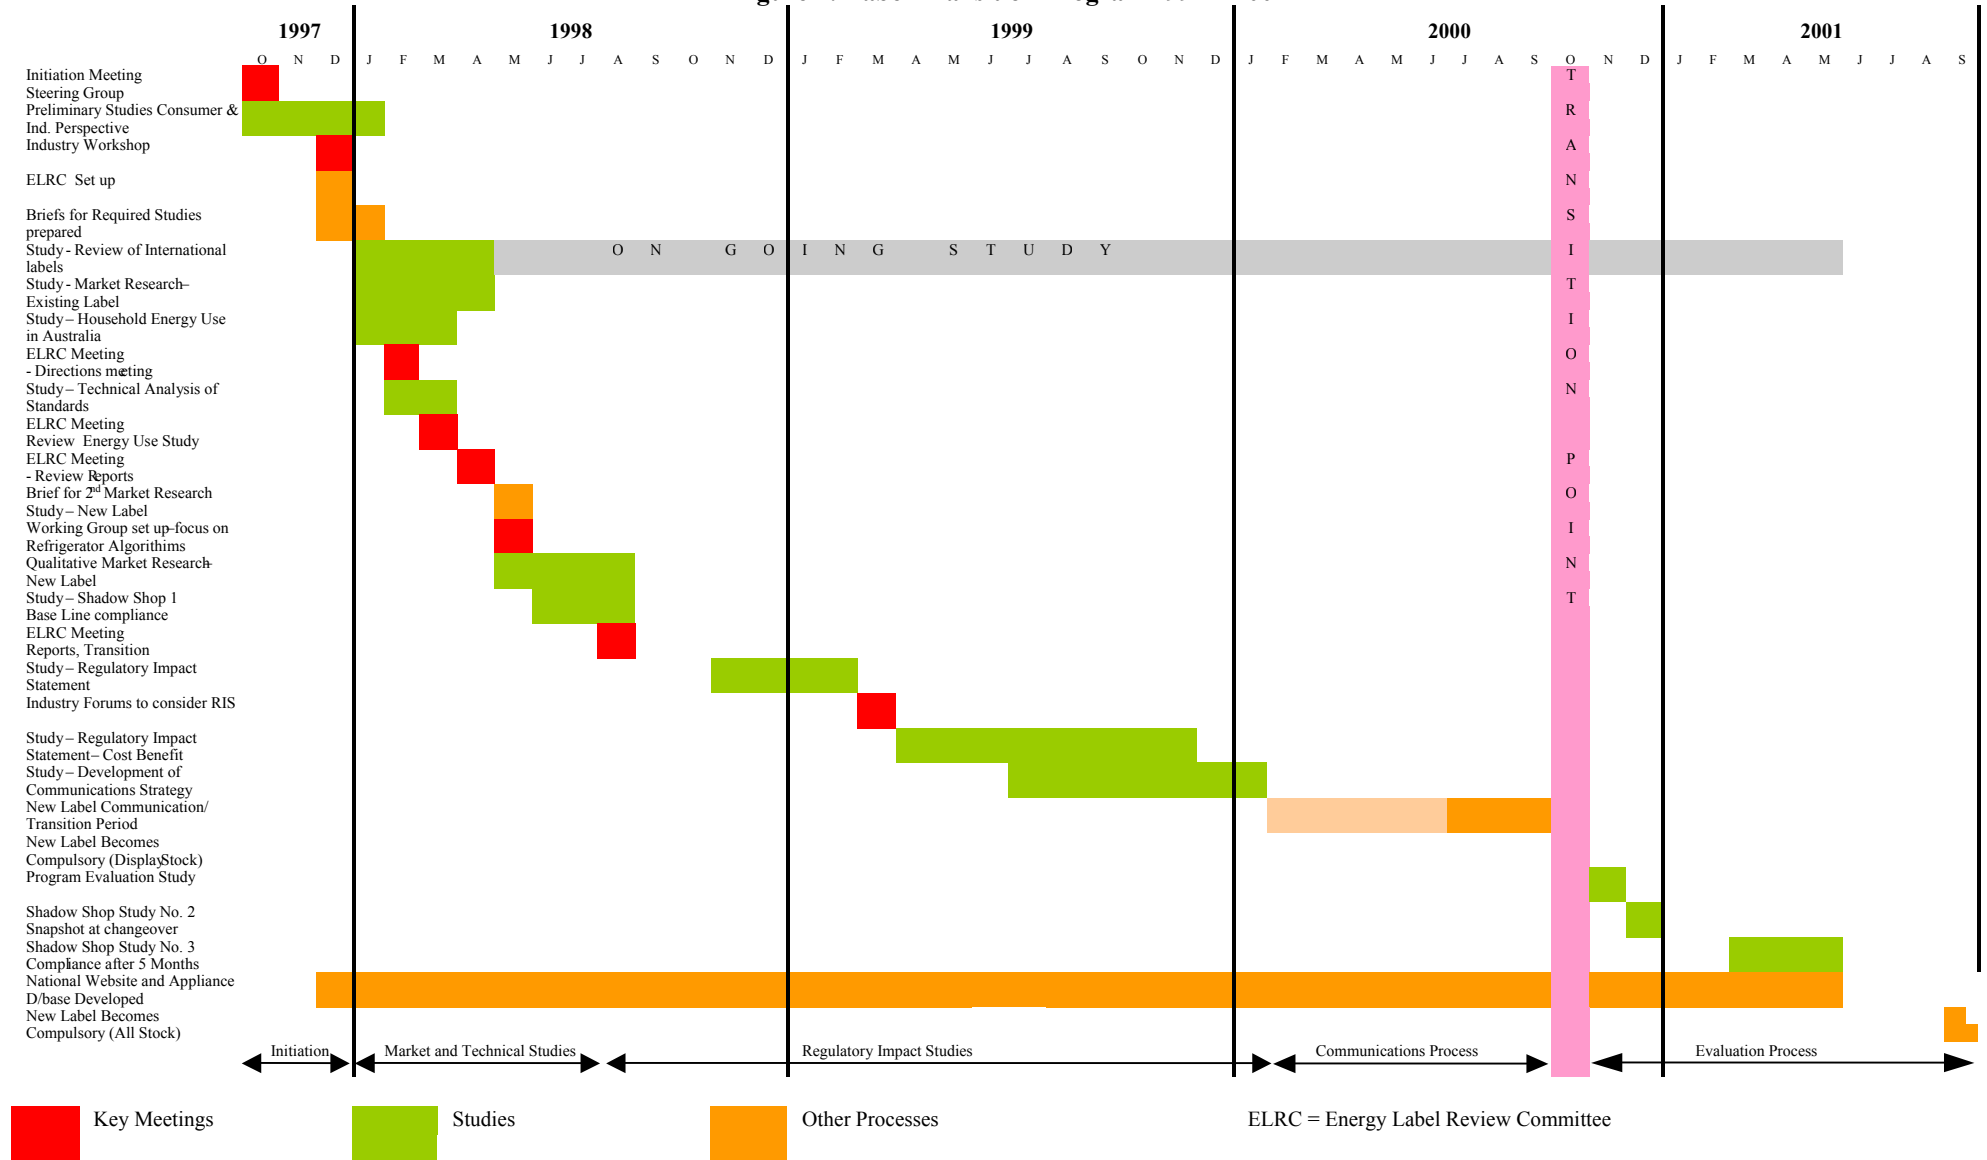 1997 1998 1999 2000 2001
O N D J F M A M J J A S O N D J F M A M J J A S O N D J F M A M J J A S O N D J F M A M J J A S
Initiation Meeting
Steering Group
Preliminary Studies Consumer &
Ind. Perspective
Industry Workshop
ELRC Set up
Briefs for Required Studies
prepared
Study - Review of International
labels
ON GOING STUDY
Study - Market Research–
Existing Label
Study – Household Energy Use
in Australia
ELRC Meeting
- Directions meeting
Study – Technical Analysis of
Standards
ELRC Meeting
Review Energy Use Study
ELRC Meeting
- Review Reports
Brief for 2nd Market Research
Study – New Label
Working Group set up–focus on
Refrigerator Algorithims
Qualitative Market Research–
New Label
Study – Shadow Shop 1
Base Line compliance
ELRC Meeting
Reports, Transition
Study – Regulatory Impact
Statement
Industry Forums to consider RIS
Study – Regulatory Impact
Statement – Cost Benefit
Study – Development of
Communications Strategy
New Label Communication/
Transition Period
New Label Becomes
Compulsory (Display Stock)
Program Evaluation Study
Shadow Shop Study No. 2
Snapshot at changeover
Shadow Shop Study No. 3
Compliance after 5 Months
National Website and Appliance
D/base Developed
New Label Becomes
Compulsory (All Stock)
TRANSITION POINT
Initiation Market and Technical Studies Regulatory Impact Studies Communications Process Evaluation Process
Key Meetings Studies Other Processes ELRC = Energy Label Review Committee